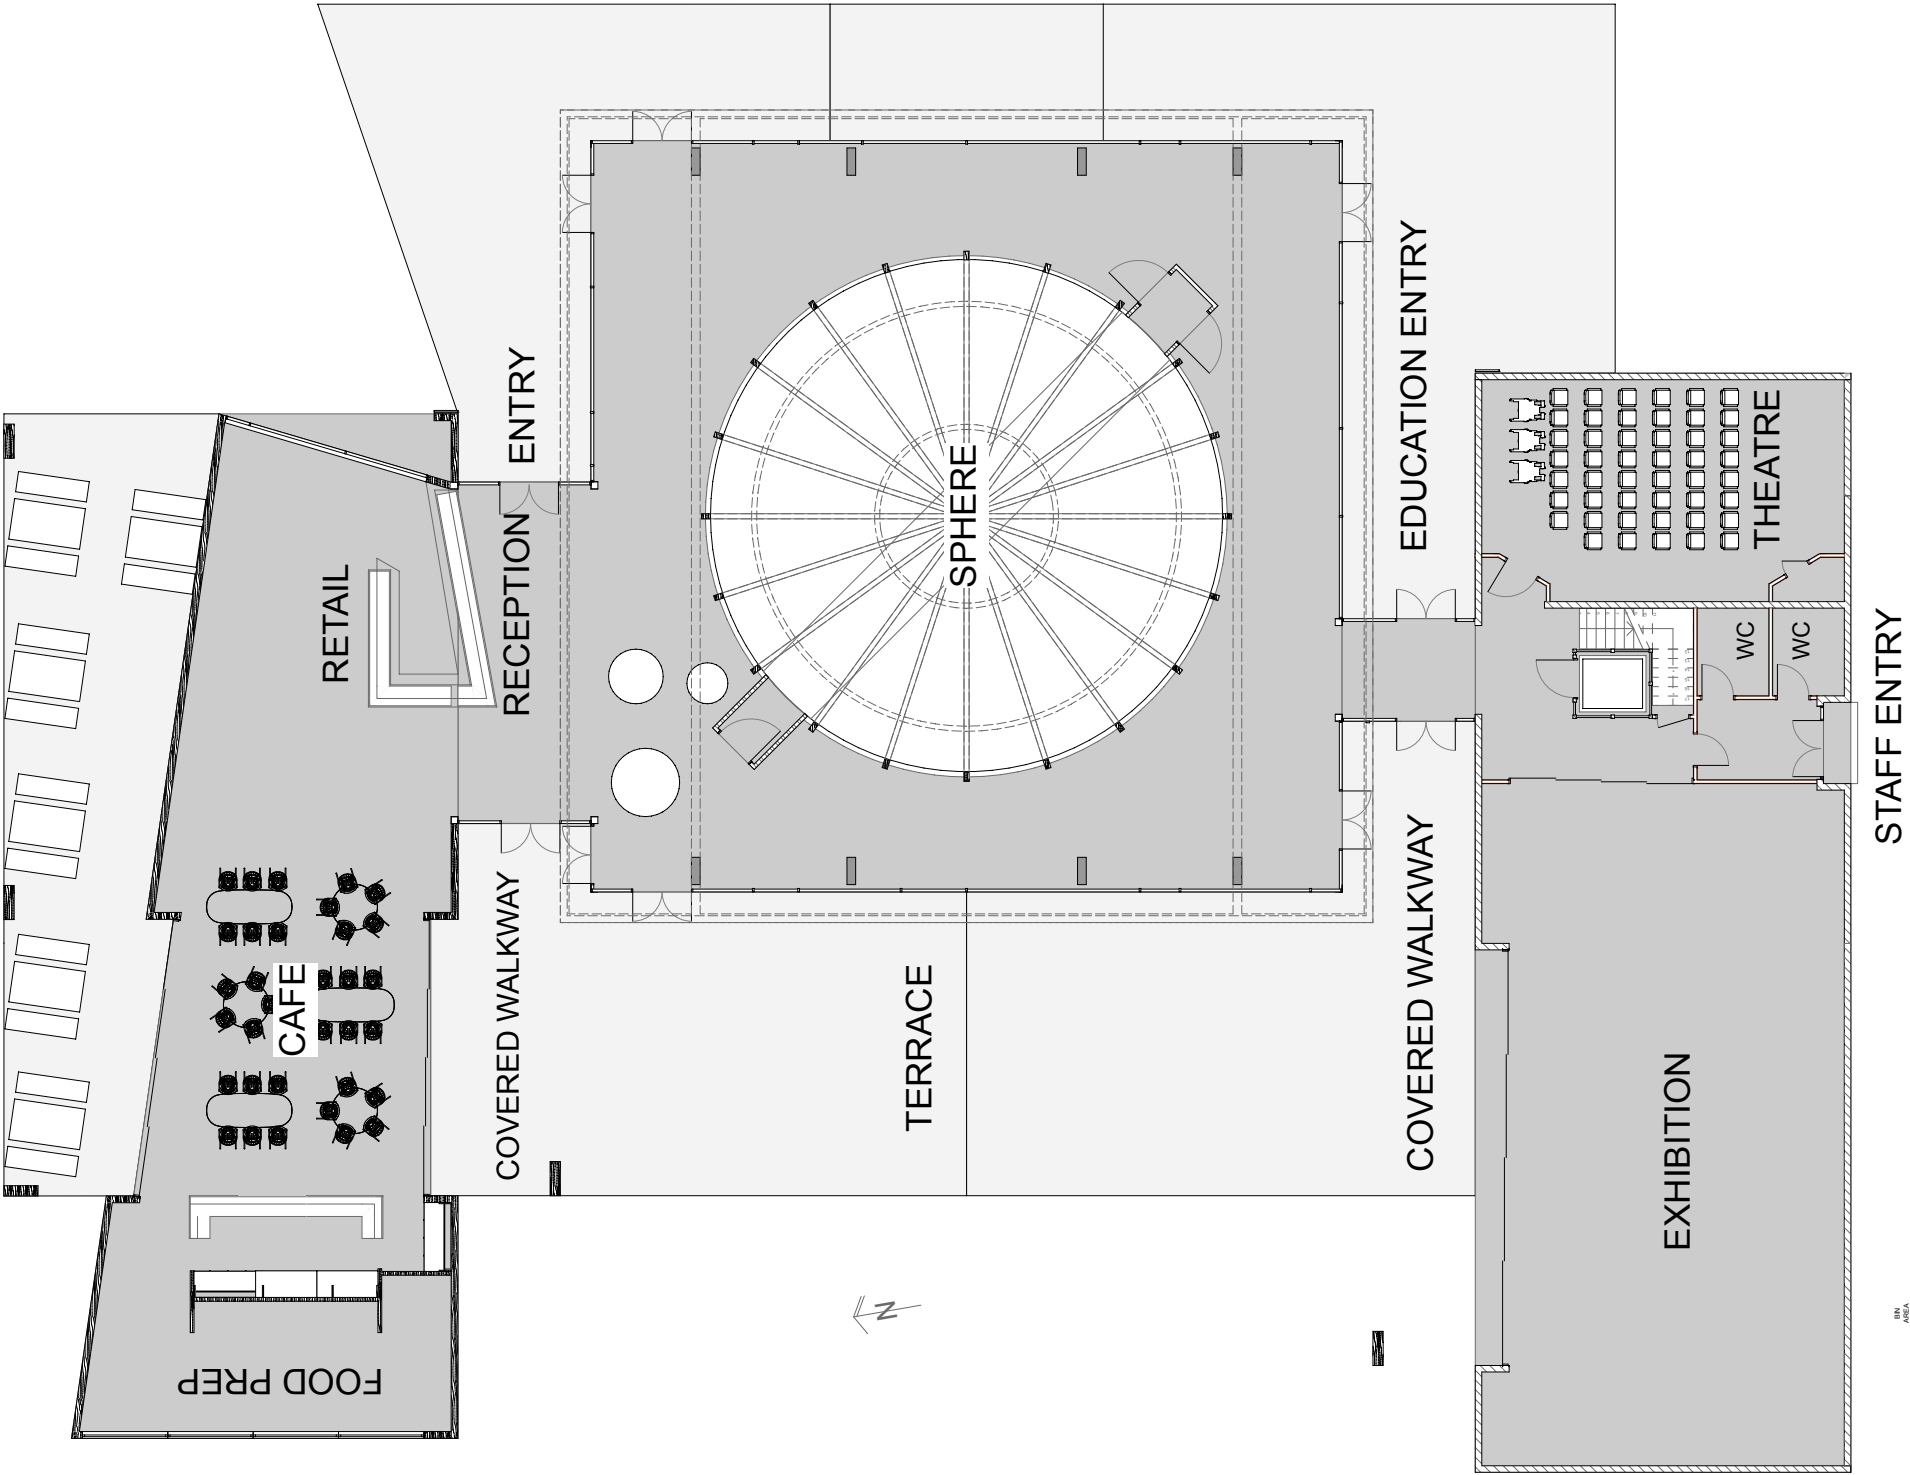 RETAIL
ENTRY
RECEPTION
SPHERE
EDUCATION ENTRY
THEATRE
WC
WC
STAFF ENTRY
CAFE
COVERED WALKWAY
TERRACE
COVERED WALKWAY
EXHIBITION
FOOD PREP
N
BIN
AREA